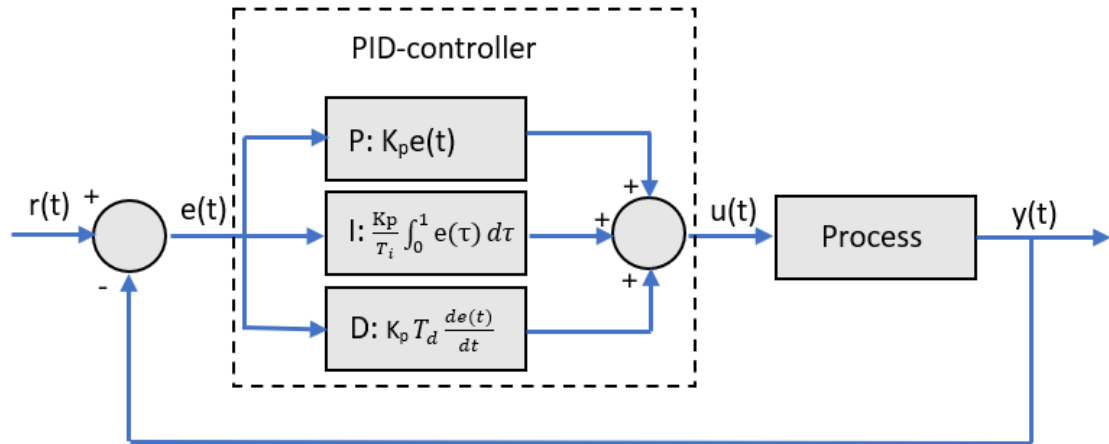 PID-controller
P: Kₚe(t)
r(t)
+
-
e(t)
I: Kp/Tᵢ ∫₀¹ e(τ) dτ
D: Kₚ T_d de(t)/dt
+
+
+
u(t)
Process
y(t)